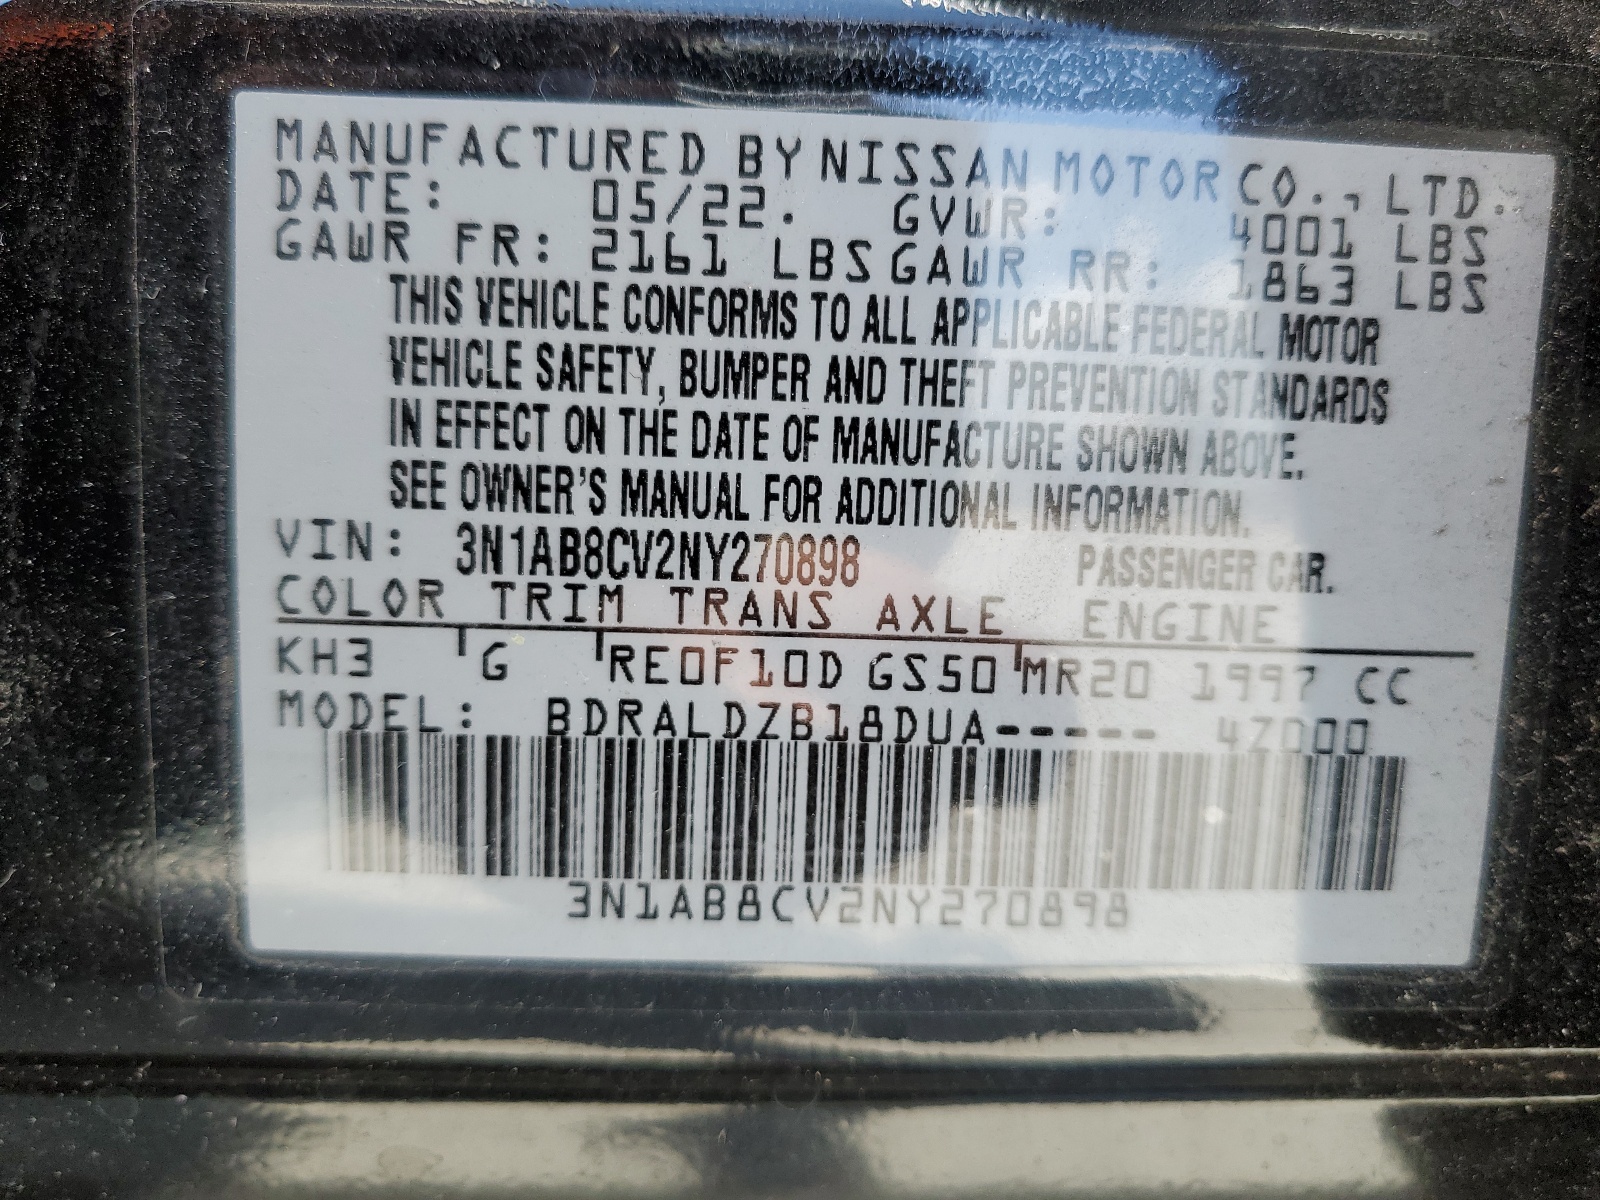 MANUFACTURED BY NISSAN MOTOR CO., LTD.
DATE: 05/22. GVWR: 4001 LBS
GAWR FR: 2161 LBS GAWR RR: 1863 LBS
THIS VEHICLE CONFORMS TO ALL APPLICABLE FEDERAL MOTOR
VEHICLE SAFETY, BUMPER AND THEFT PREVENTION STANDARDS
IN EFFECT ON THE DATE OF MANUFACTURE SHOWN ABOVE.
SEE OWNER'S MANUAL FOR ADDITIONAL INFORMATION.
VIN: 3N1AB8CV2NY270898 PASSENGER CAR.
COLOR TRIM TRANS AXLE ENGINE
KH3 G RE0F10D GS50 MR20 1997 CC
MODEL: BDRALDZB18DUA----- 4Z000
3N1AB8CV2NY270898